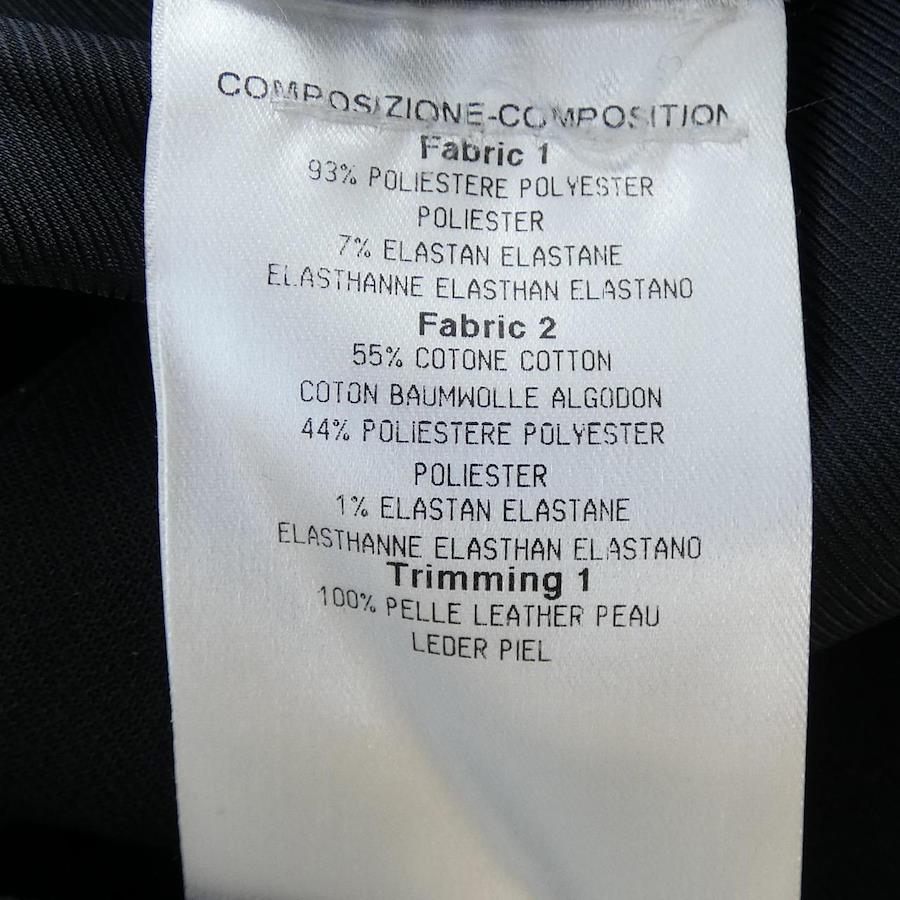 COMPOSIZIONE-COMPOSITION
Fabric 1
93% POLIESTERE POLYESTER
POLIESTER
7% ELASTAN ELASTANE
ELASTHANNE ELASTHAN ELASTANO
Fabric 2
55% COTONE COTTON
COTON BAUMWOLLE ALGODON
44% POLIESTERE POLYESTER
POLIESTER
1% ELASTAN ELASTANE
ELASTHANNE ELASTHAN ELASTANO
Trimming 1
100% PELLE LEATHER PEAU
LEDER PIEL